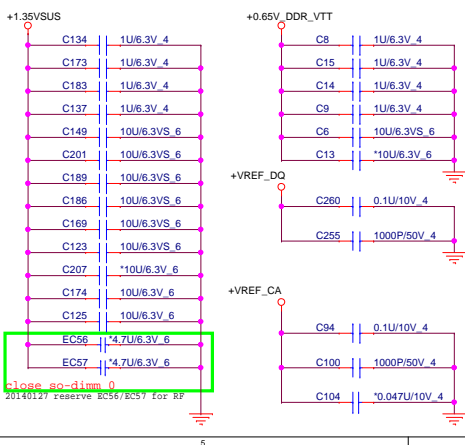 +1.35VSUS
C134 1U/6.3V_4
C173 1U/6.3V_4
C183 1U/6.3V_4
C137 1U/6.3V_4
C149 10U/6.3VS_6
C201 10U/6.3VS_6
C189 10U/6.3VS_6
C186 10U/6.3VS_6
C169 10U/6.3VS_6
C123 10U/6.3VS_6
C207 *10U/6.3V_6
C174 10U/6.3V_6
C125 10U/6.3V_6
EC56 *4.7U/6.3V_6
EC57 *4.7U/6.3V_6
close so-dimm 0
20140127 reserve EC56/EC57 for RF
+0.65V_DDR_VTT
C8 1U/6.3V_4
C15 1U/6.3V_4
C14 1U/6.3V_4
C9 1U/6.3V_4
C6 10U/6.3VS_6
C13 *10U/6.3V_6
+VREF_DQ
C260 0.1U/10V_4
C255 1000P/50V_4
+VREF_CA
C94 0.1U/10V_4
C100 1000P/50V_4
C104 *0.047U/10V_4
5